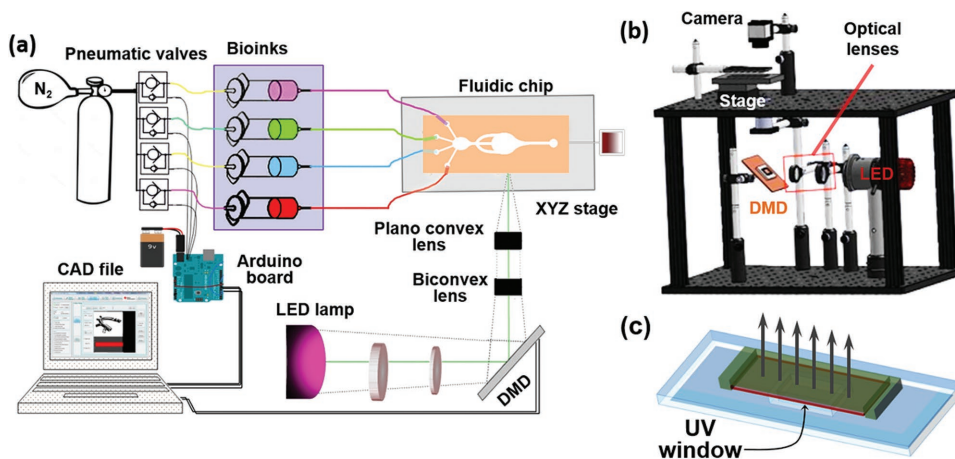 (a)
Pneumatic valves
Bioinks
N₂
Fluidic chip
XYZ stage
Plano convex
lens
Biconvex
lens
9v
Arduino
board
CAD file
LED lamp
DMD
(b)
Camera
Optical
lenses
Stage
DMD
LED
(c)
UV
window